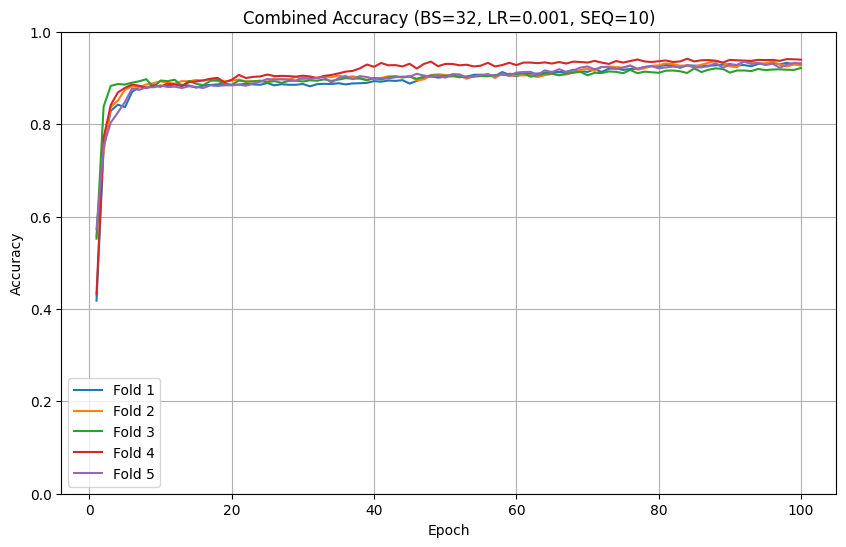 Combined Accuracy (BS=32, LR=0.001, SEQ=10)
1.0
0.8
0.6
0.4
0.2
0.0
Accuracy
Fold 1
Fold 2
Fold 3
Fold 4
Fold 5
0 20 40 60 80 100
Epoch